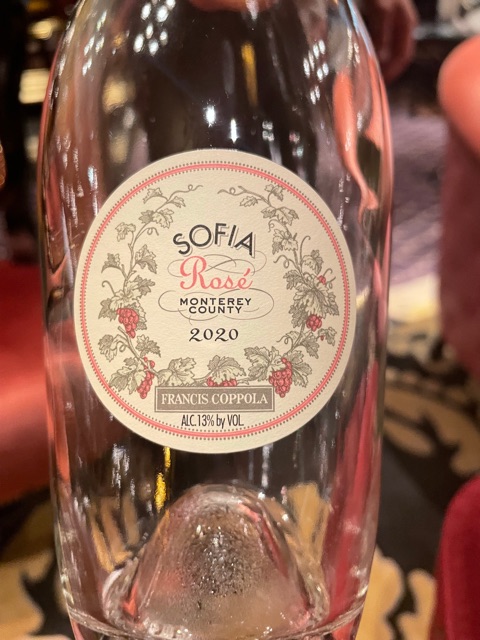 SOFIA
Rosé
MONTEREY
COUNTY
2020
FRANCIS COPPOLA
ALC.13% by VOL.